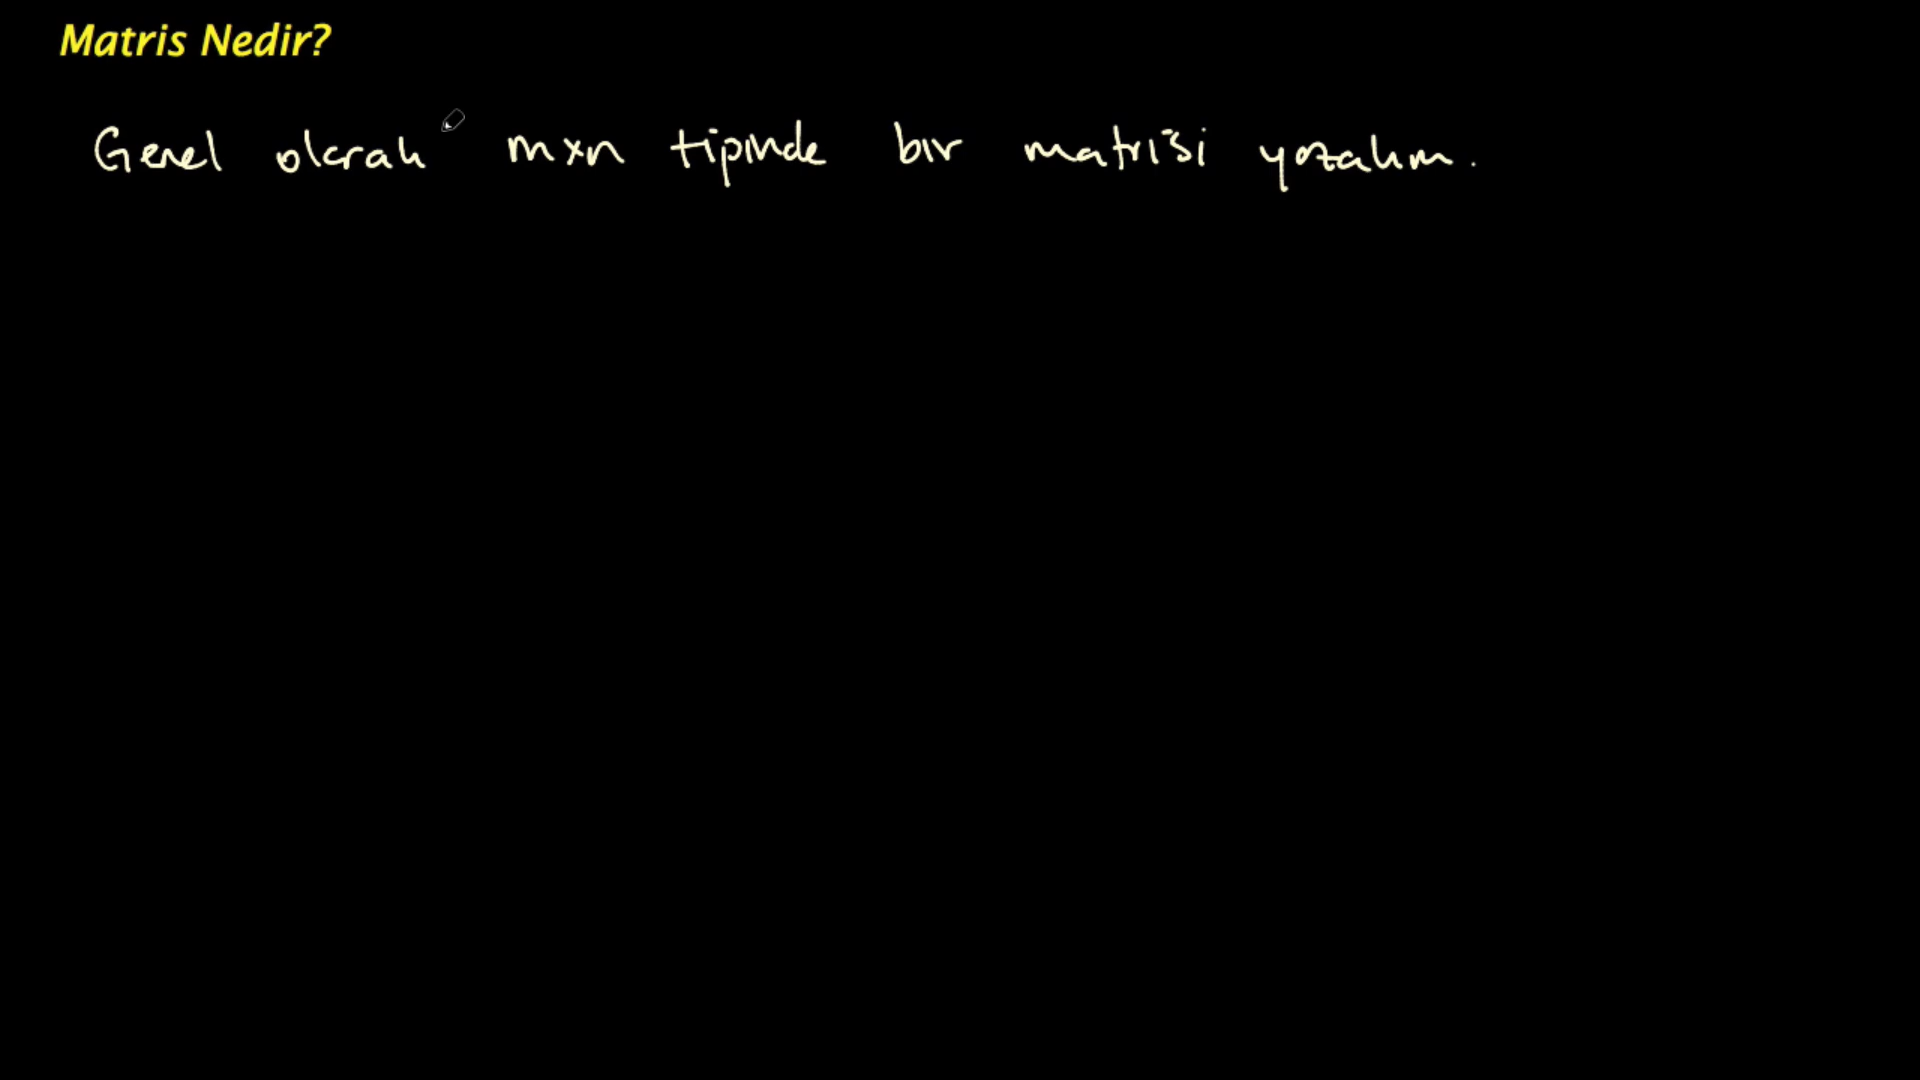 Matris Nedir?
Genel olarak mxn tipinde bir matrisi yazalım.